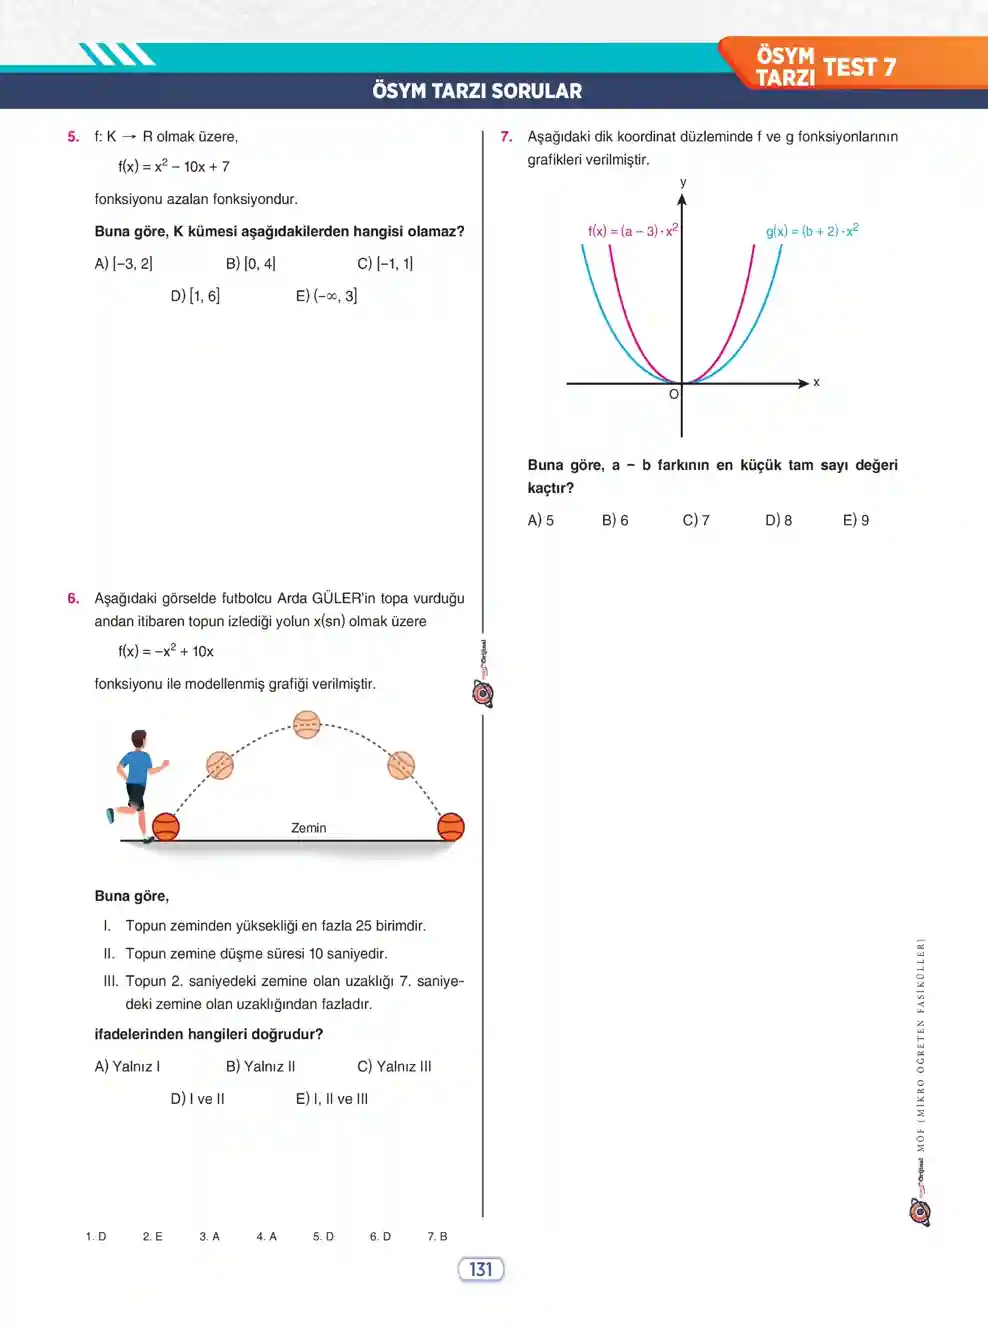 ÖSYM TARZI SORULAR
ÖSYM
TARZI
TEST 7
5. f: K → R olmak üzere,
f(x) = x² – 10x + 7
fonksiyonu azalan fonksiyondur.
Buna göre, K kümesi aşağıdakilerden hangisi olamaz?
A) [–3, 2] B) [0, 4] C) [–1, 1]
D) [1, 6] E) (–∞, 3]
6. Aşağıdaki görselde futbolcu Arda GÜLER'in topa vurduğu
andan itibaren topun izlediği yolun x(sn) olmak üzere
f(x) = –x² + 10x
fonksiyonu ile modellenmiş grafiği verilmiştir.
Zemin
Buna göre,
I. Topun zeminden yüksekliği en fazla 25 birimdir.
II. Topun zemine düşme süresi 10 saniyedir.
III. Topun 2. saniyedeki zemine olan uzaklığı 7. saniye-
deki zemine olan uzaklığından fazladır.
ifadelerinden hangileri doğrudur?
A) Yalnız I B) Yalnız II C) Yalnız III
D) I ve II E) I, II ve III
7. Aşağıdaki dik koordinat düzleminde f ve g fonksiyonlarının
grafikleri verilmiştir.
y
f(x) = (a – 3)·x² g(x) = (b + 2)·x²
x
O
Buna göre, a – b farkının en küçük tam sayı değeri
kaçtır?
A) 5 B) 6 C) 7 D) 8 E) 9
Orijinal
Orijinal MÖF (MİKRO ÖĞRETEN FASİKÜLLER)
1. D 2. E 3. A 4. A 5. D 6. D 7. B
131